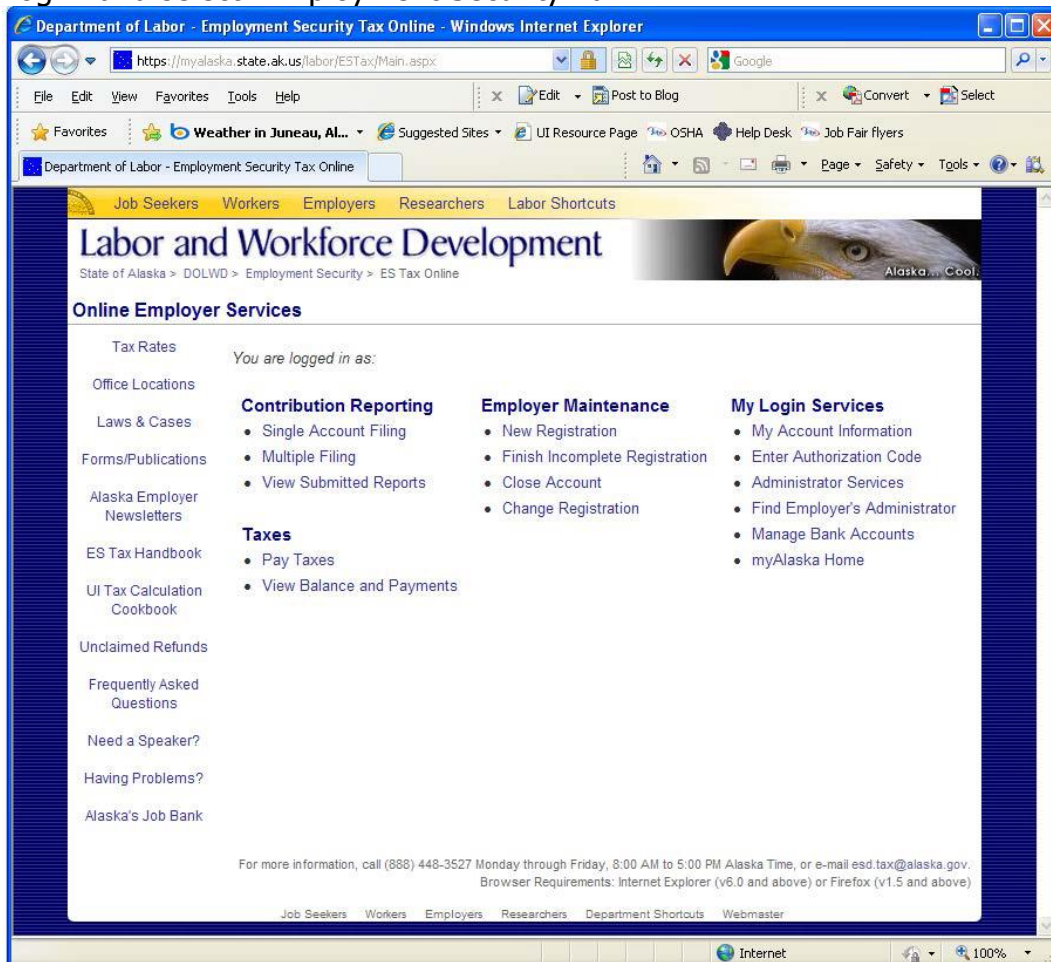 Department of Labor - Employment Security Tax Online - Windows Internet Explorer
https://myalaska.state.ak.us/labor/ESTax/Main.aspx
Google
File Edit View Favorites Tools Help
x Edit Post to Blog
x Convert Select
Favorites Weather in Juneau, Al... Suggested Sites UI Resource Page OSHA Help Desk Job Fair flyers
Department of Labor - Employment Security Tax Online
Page Safety Tools
Job Seekers Workers Employers Researchers Labor Shortcuts
Labor and Workforce Development
State of Alaska > DOLWD > Employment Security > ES Tax Online
Alaska... Cool.
Online Employer Services
Tax Rates
Office Locations
Laws & Cases
Forms/Publications
Alaska Employer
Newsletters
ES Tax Handbook
UI Tax Calculation
Cookbook
Unclaimed Refunds
Frequently Asked
Questions
Need a Speaker?
Having Problems?
Alaska's Job Bank
You are logged in as:
Contribution Reporting
• Single Account Filing
• Multiple Filing
• View Submitted Reports
Taxes
• Pay Taxes
• View Balance and Payments
Employer Maintenance
• New Registration
• Finish Incomplete Registration
• Close Account
• Change Registration
My Login Services
• My Account Information
• Enter Authorization Code
• Administrator Services
• Find Employer's Administrator
• Manage Bank Accounts
• myAlaska Home
For more information, call (888) 448-3527 Monday through Friday, 8:00 AM to 5:00 PM Alaska Time, or e-mail esd.tax@alaska.gov.
Browser Requirements: Internet Explorer (v6.0 and above) or Firefox (v1.5 and above)
Job Seekers Workers Employers Researchers Department Shortcuts Webmaster
Internet
100%